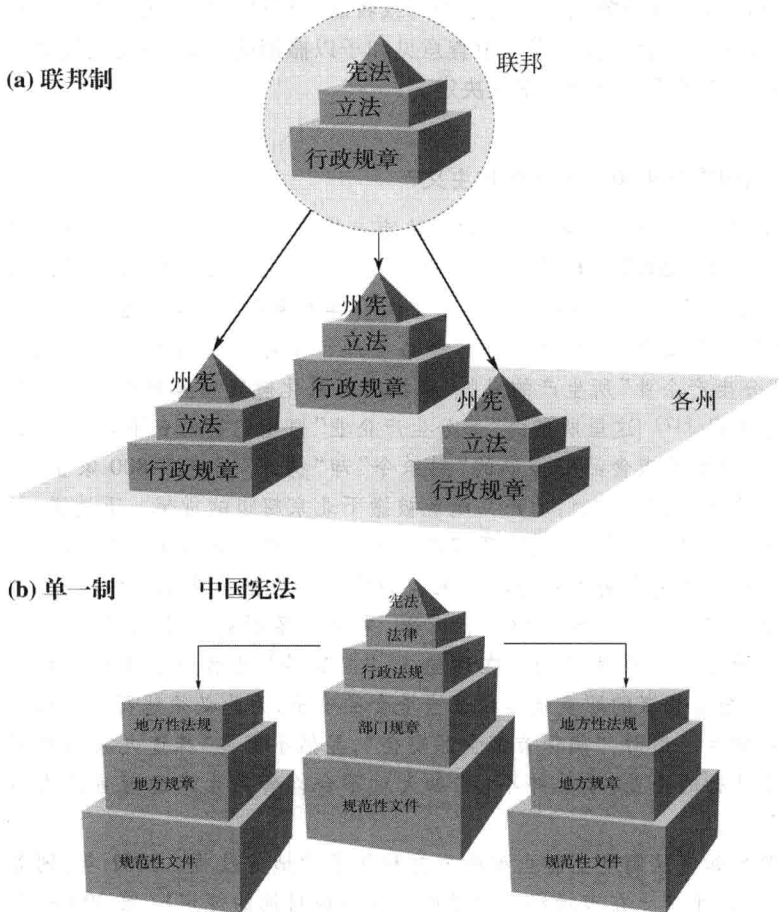 (a) 联邦制
联邦
宪法
立法
行政规章
州宪
立法
行政规章
州宪
立法
行政规章
州宪
立法
行政规章
各州
(b) 单一制
中国宪法
宪法
法律
行政法规
部门规章
规范性文件
地方性法规
地方规章
规范性文件
地方性法规
地方规章
规范性文件